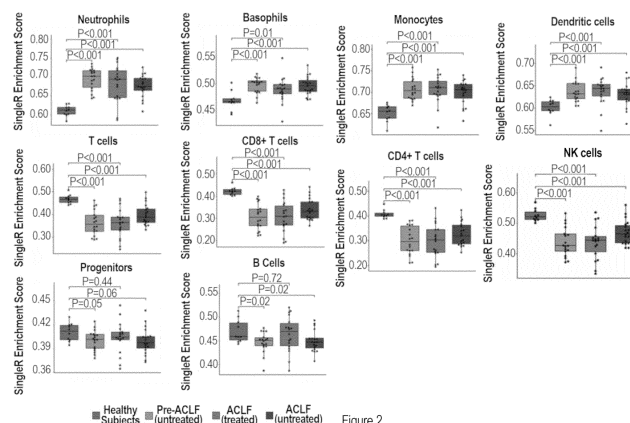 Neutrophils
SingleR Enrichment Score
0.80
0.75
0.70
0.65
0.60
P<0.001
P<0.001
P<0.001
Basophils
SingleR Enrichment Score
0.55
0.50
0.45
P=0.01
P<0.001
P<0.001
Monocytes
SingleR Enrichment Score
0.80
0.75
0.70
0.65
P<0.001
P<0.001
P<0.001
Dendritic cells
SingleR Enrichment Score
0.70
0.65
0.60
0.55
P<0.001
P<0.001
P<0.001
T cells
SingleR Enrichment Score
0.60
0.50
0.40
0.30
P<0.001
P<0.001
P<0.001
CD8+ T cells
SingleR Enrichment Score
0.50
0.40
0.30
0.20
P<0.001
P<0.001
P<0.001
CD4+ T cells
SingleR Enrichment Score
0.50
0.40
0.30
0.20
P<0.001
P<0.001
P<0.001
NK cells
SingleR Enrichment Score
0.60
0.50
0.40
P<0.001
P<0.001
P<0.001
Progenitors
SingleR Enrichment Score
0.45
0.42
0.39
0.36
P=0.44
P=0.06
P=0.05
B Cells
SingleR Enrichment Score
0.55
0.50
0.45
0.40
P=0.72
P=0.02
P=0.02
Healthy Subjects
Pre-ACLF (untreated)
ACLF (treated)
ACLF (untreated)
Figure 2